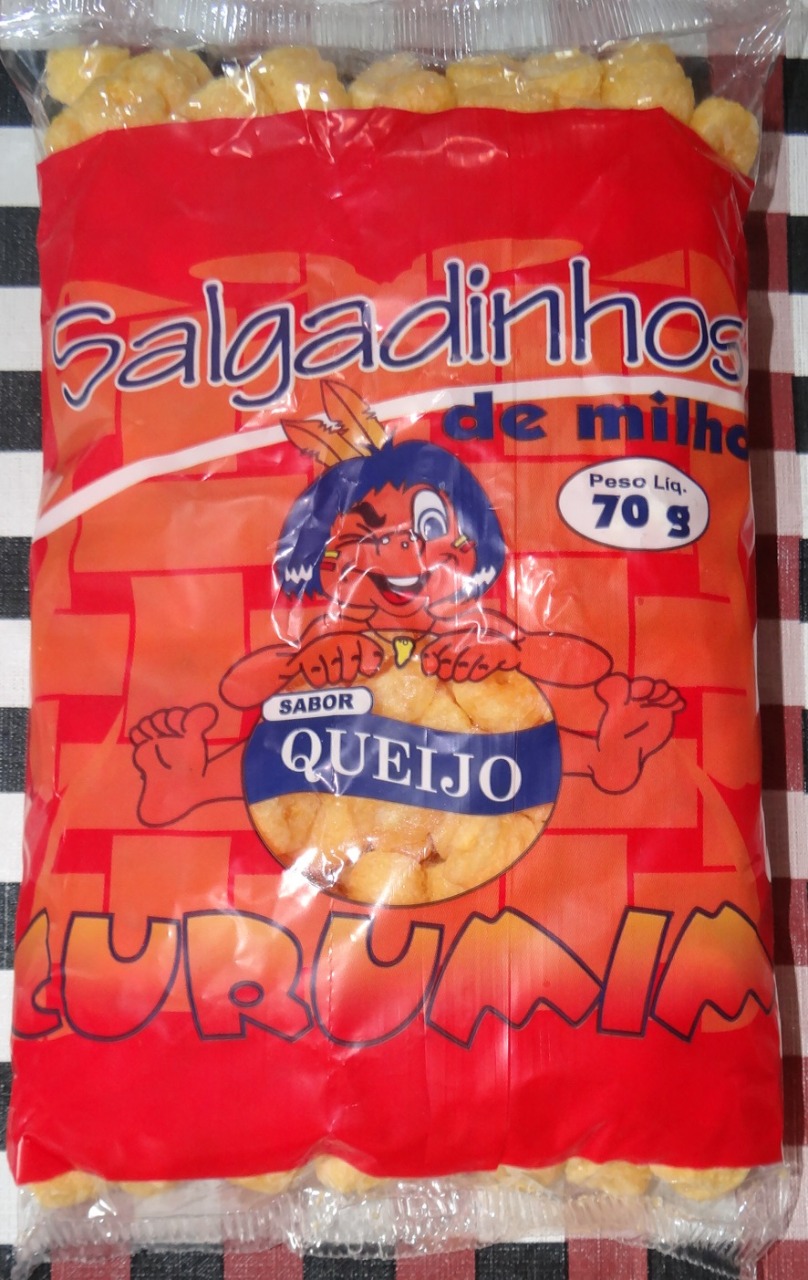 Salgadinhos
de milho
Peso Líq.
70 g
SABOR
QUEIJO
CURUMIM